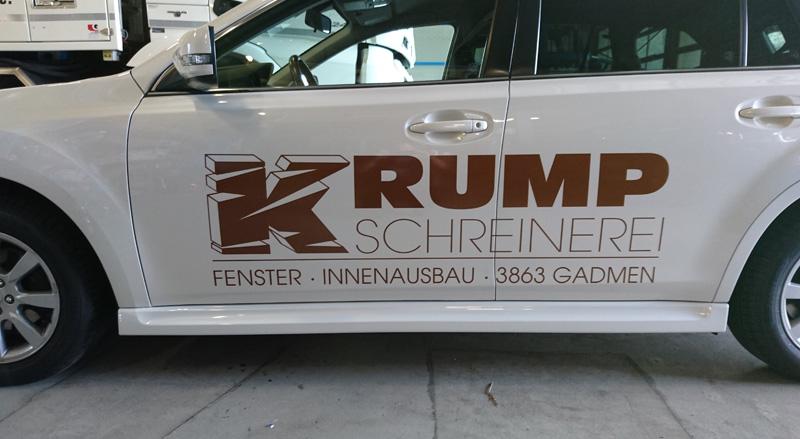 KRUMP
SCHREINEREI
FENSTER · INNENAUSBAU · 3863 GADMEN